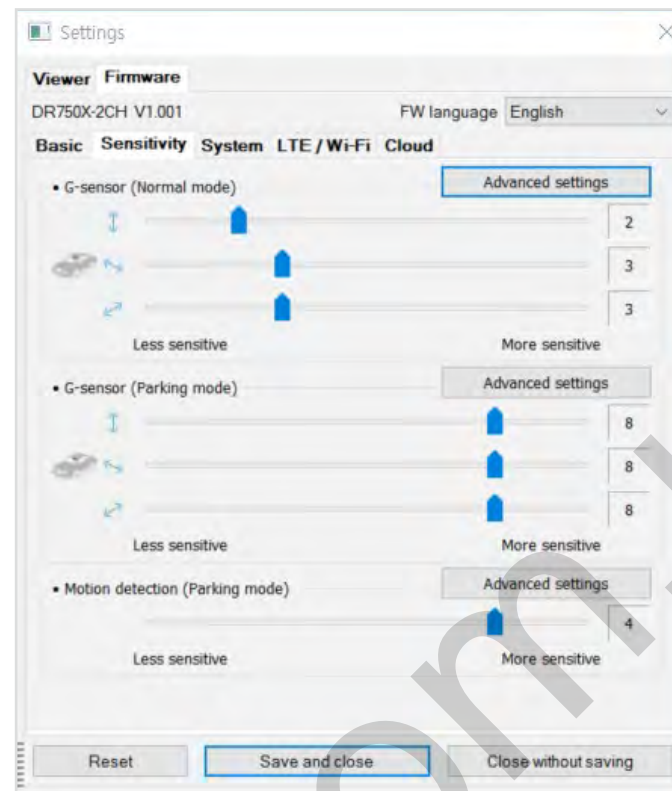 Settings
Viewer Firmware
DR750X-2CH V1.001 FW language English
Basic Sensitivity System LTE / Wi-Fi Cloud
• G-sensor (Normal mode) Advanced settings
2
3
3
Less sensitive More sensitive
• G-sensor (Parking mode) Advanced settings
8
8
8
Less sensitive More sensitive
• Motion detection (Parking mode) Advanced settings
4
Less sensitive More sensitive
Reset Save and close Close without saving